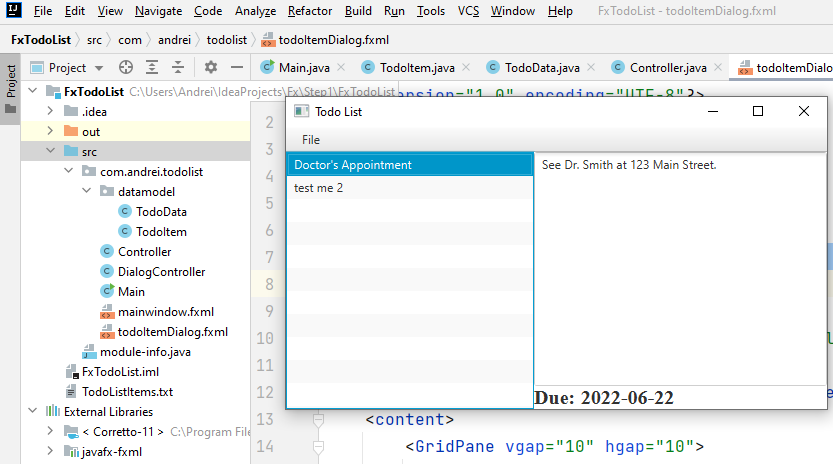 File Edit View Navigate Code Analyze Refactor Build Run Tools VCS Window Help FxTodoList - todoItemDialog.fxml
FxTodoList src com andrei todolist todoItemDialog.fxml
Project
Project Main.java TodoItem.java TodoData.java Controller.java todoItemDialo
FxTodoList C:\Users\Andrei\IdeaProjects\Fx\Step1\FxTodoList
.idea
out
src
com.andrei.todolist
datamodel
TodoData
TodoItem
Controller
DialogController
Main
mainwindow.fxml
todoItemDialog.fxml
module-info.java
FxTodoList.iml
TodoListItems.txt
External Libraries
< Corretto-11 > C:\Program File
javafx-fxml
version="1.0" encoding="UTF-8"?>
2
3
4
5
6
7
8
9
10
11
12
13 <content>
14 <GridPane vgap="10" hgap="10">
Todo List
File
Doctor's Appointment
test me 2
See Dr. Smith at 123 Main Street.
Due: 2022-06-22